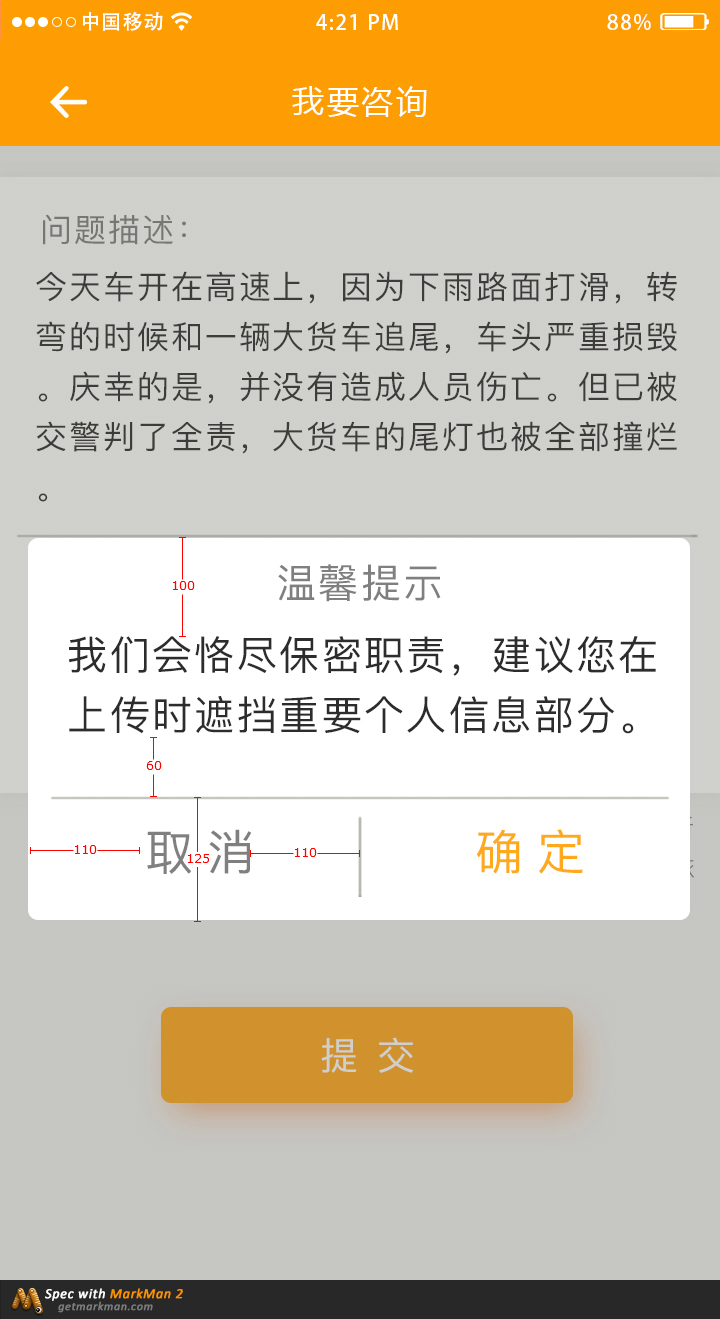 中国移动 4:21 PM 88%
我要咨询
问题描述：
今天车开在高速上，因为下雨路面打滑，转
弯的时候和一辆大货车追尾，车头严重损毁
。庆幸的是，并没有造成人员伤亡。但已被
交警判了全责，大货车的尾灯也被全部撞烂
。
温馨提示
100
我们会恪尽保密职责，建议您在
上传时遮挡重要个人信息部分。
60
取消 确定
110 125 110
提交
Spec with MarkMan 2
getmarkman.com